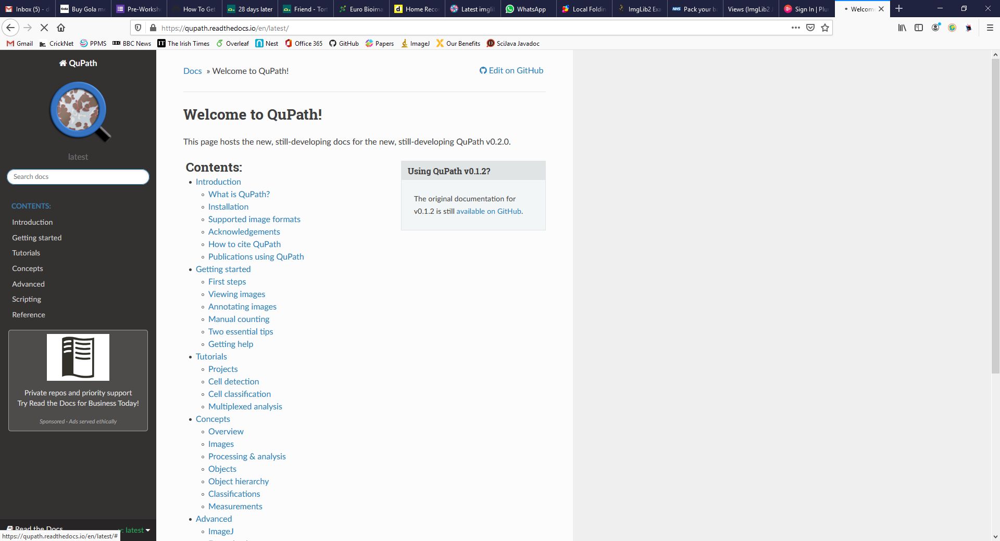 Inbox (5) - d
Buy Gola me
Pre-Worksh
How To Get
28 days later
Friend - Tor
Euro Bioima
Home Reco
Latest imgli
WhatsApp
Local Foldin
ImgLib2 Exa
Pack your b
Views (ImgLib2
Sign In | Plu
Welcom
https://qupath.readthedocs.io/en/latest/
Gmail
CrickNet
PPMS
BBC News
The Irish Times
Overleaf
Nest
Office 365
GitHub
Papers
ImageJ
Our Benefits
SciJava Javadoc
QuPath
latest
Search docs
CONTENTS:
Introduction
Getting started
Tutorials
Concepts
Advanced
Scripting
Reference
Private repos and priority support
Try Read the Docs for Business Today!
Sponsored · Ads served ethically
Read the Docs
v: latest
https://qupath.readthedocs.io/en/latest/#
Docs » Welcome to QuPath!
Edit on GitHub
Welcome to QuPath!
This page hosts the new, still-developing docs for the new, still-developing QuPath v0.2.0.
Contents:
Introduction
What is QuPath?
Installation
Supported image formats
Acknowledgements
How to cite QuPath
Publications using QuPath
Getting started
First steps
Viewing images
Annotating images
Manual counting
Two essential tips
Getting help
Tutorials
Projects
Cell detection
Cell classification
Multiplexed analysis
Concepts
Overview
Images
Processing & analysis
Objects
Object hierarchy
Classifications
Measurements
Advanced
ImageJ
Using QuPath v0.1.2?
The original documentation for
v0.1.2 is still available on GitHub.